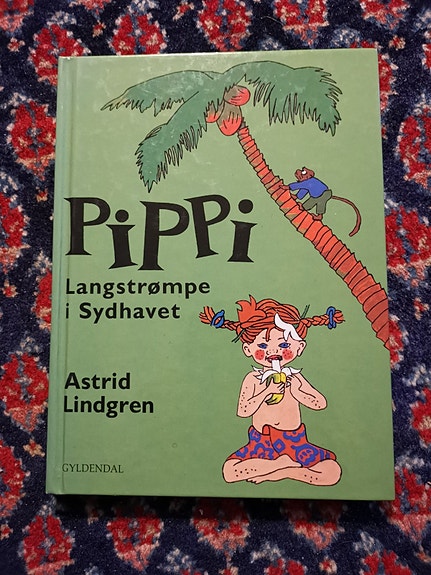 PiPPi
Langstrømpe
i Sydhavet
Astrid
Lindgren
GYLDENDAL